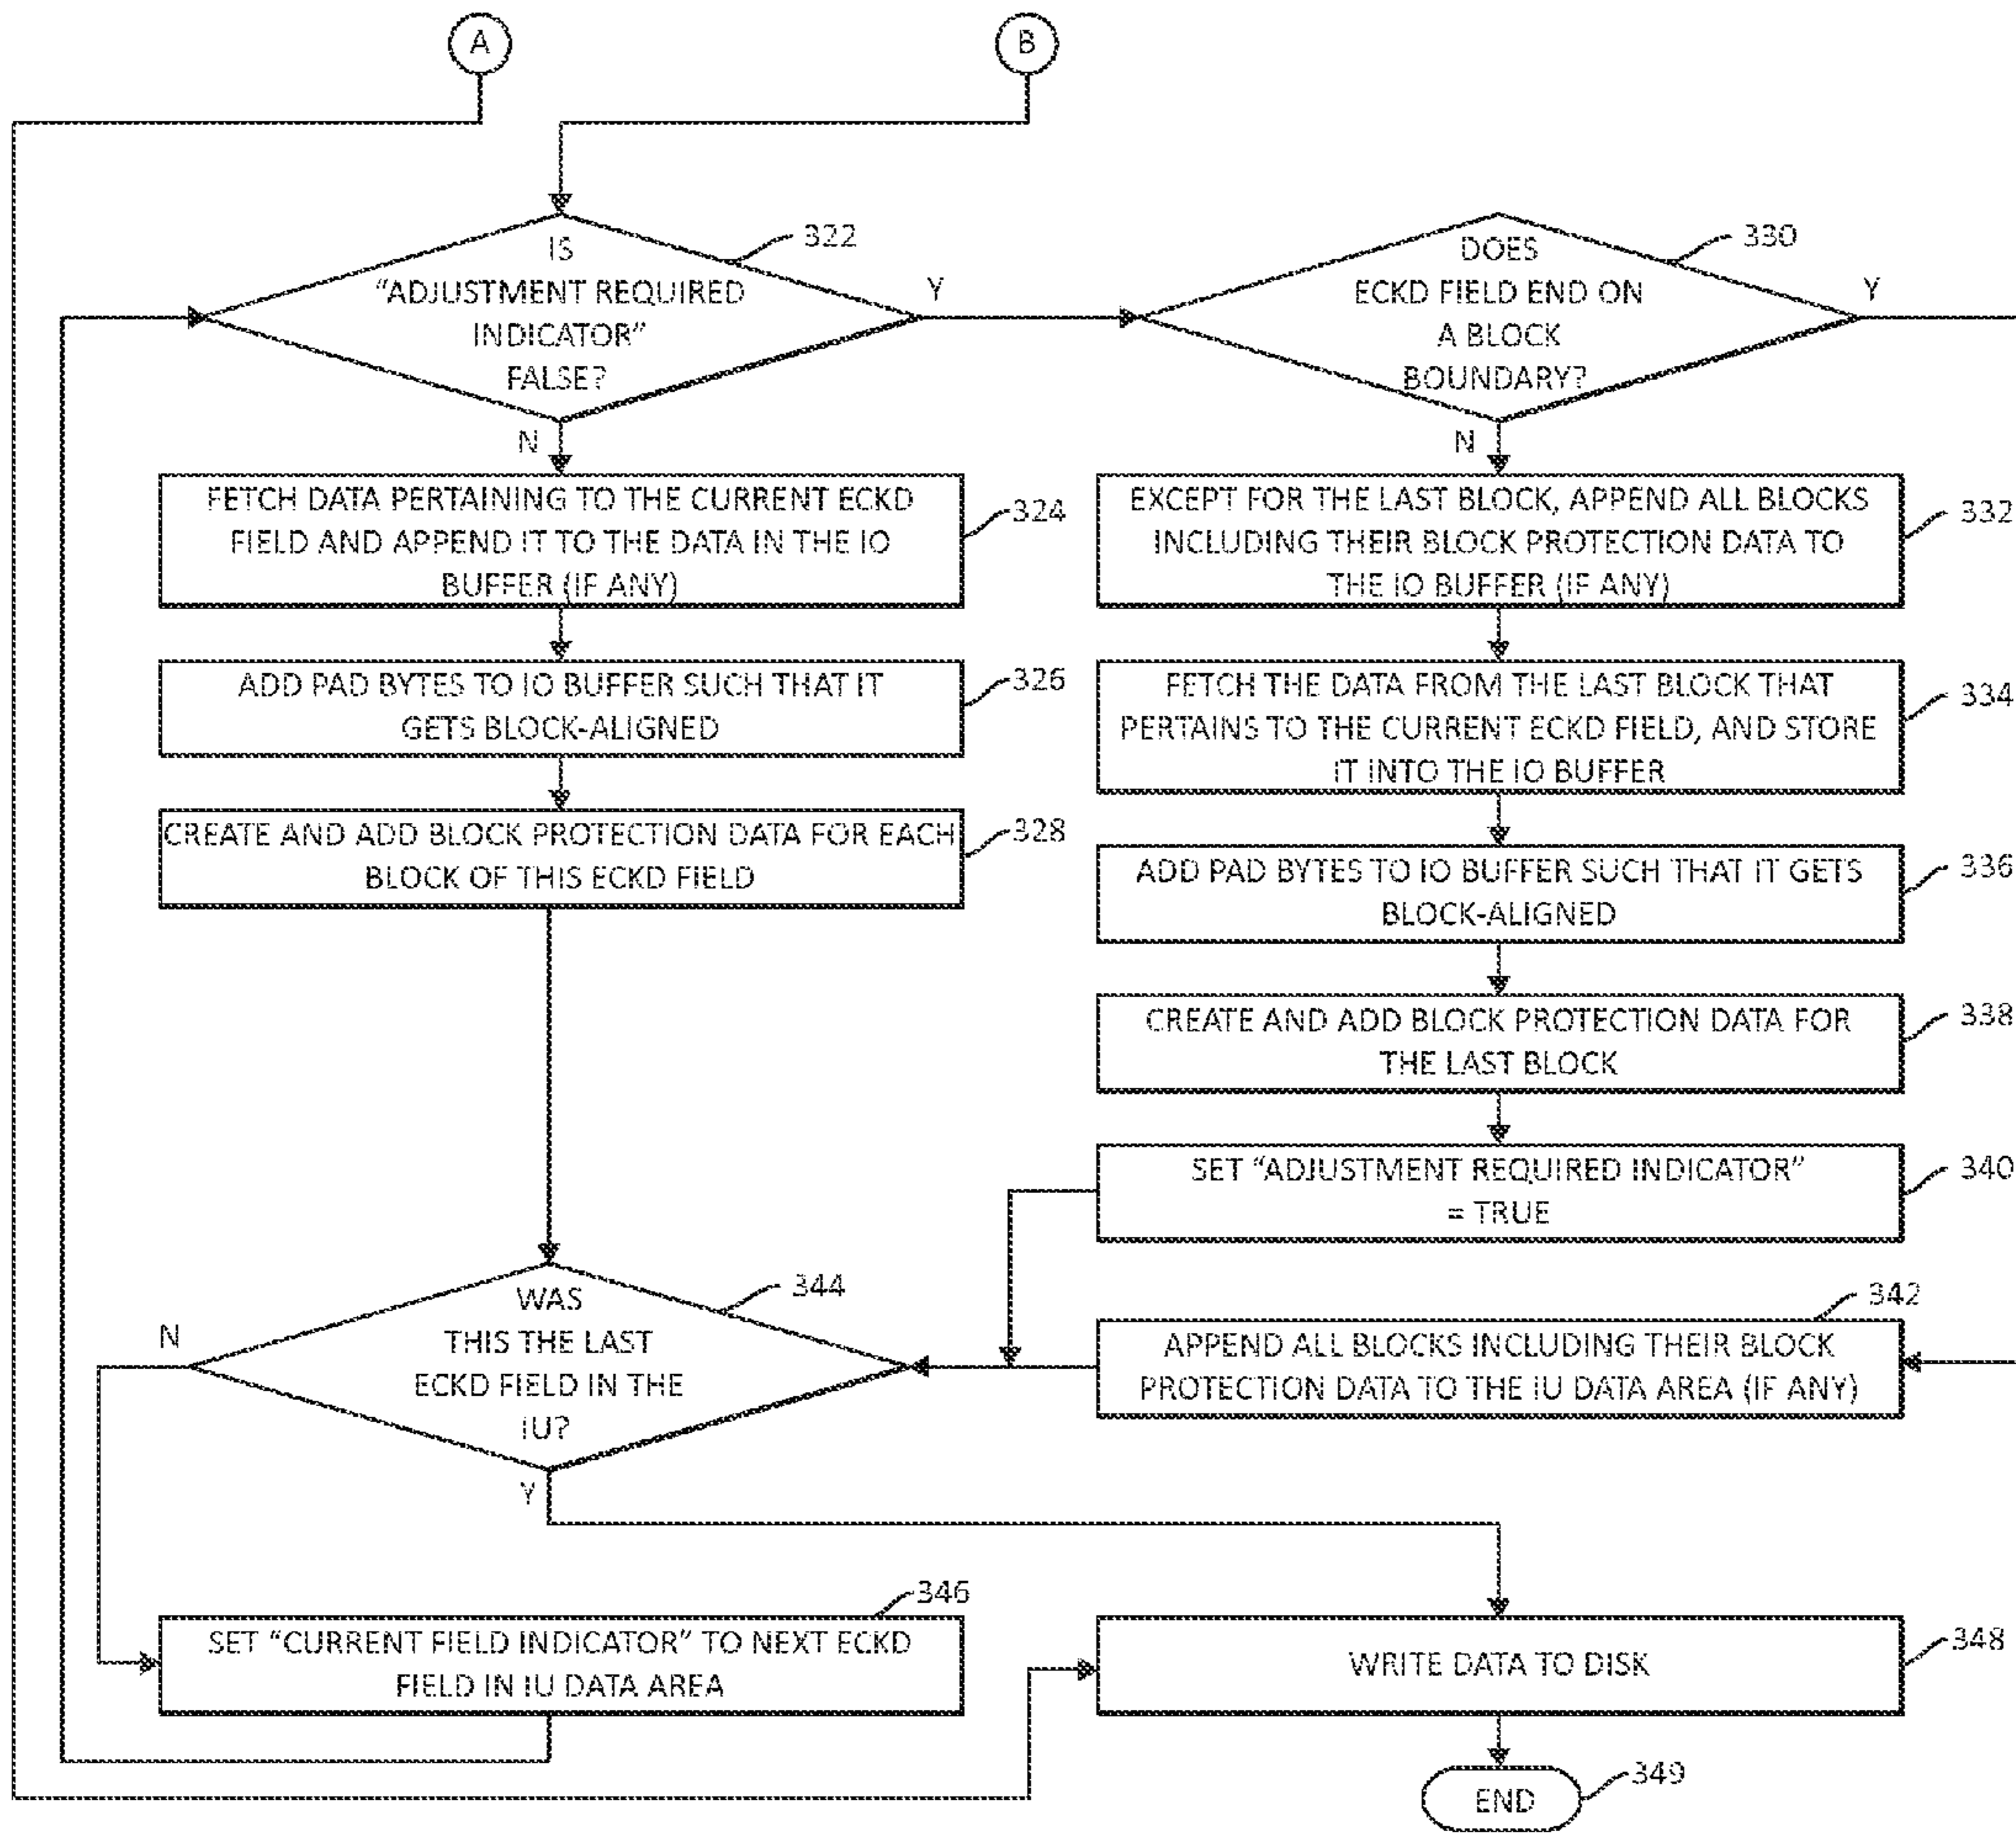 A
B
IS
"ADJUSTMENT REQUIRED
INDICATOR"
FALSE?
322
Y
N
DOES
ECKD FIELD END ON
A BLOCK
BOUNDARY?
330
Y
N
FETCH DATA PERTAINING TO THE CURRENT ECKD
FIELD AND APPEND IT TO THE DATA IN THE IO
BUFFER (IF ANY)
324
ADD PAD BYTES TO IO BUFFER SUCH THAT IT
GETS BLOCK-ALIGNED
326
CREATE AND ADD BLOCK PROTECTION DATA FOR EACH
BLOCK OF THIS ECKD FIELD
328
EXCEPT FOR THE LAST BLOCK, APPEND ALL BLOCKS
INCLUDING THEIR BLOCK PROTECTION DATA TO
THE IO BUFFER (IF ANY)
332
FETCH THE DATA FROM THE LAST BLOCK THAT
PERTAINS TO THE CURRENT ECKD FIELD, AND STORE
IT INTO THE IO BUFFER
334
ADD PAD BYTES TO IO BUFFER SUCH THAT IT GETS
BLOCK-ALIGNED
336
CREATE AND ADD BLOCK PROTECTION DATA FOR
THE LAST BLOCK
338
SET "ADJUSTMENT REQUIRED INDICATOR"
= TRUE
340
342
APPEND ALL BLOCKS INCLUDING THEIR BLOCK
PROTECTION DATA TO THE IU DATA AREA (IF ANY)
WAS
THIS THE LAST
ECKD FIELD IN THE
IU?
344
N
Y
346
SET "CURRENT FIELD INDICATOR" TO NEXT ECKD
FIELD IN IU DATA AREA
WRITE DATA TO DISK
348
END
349